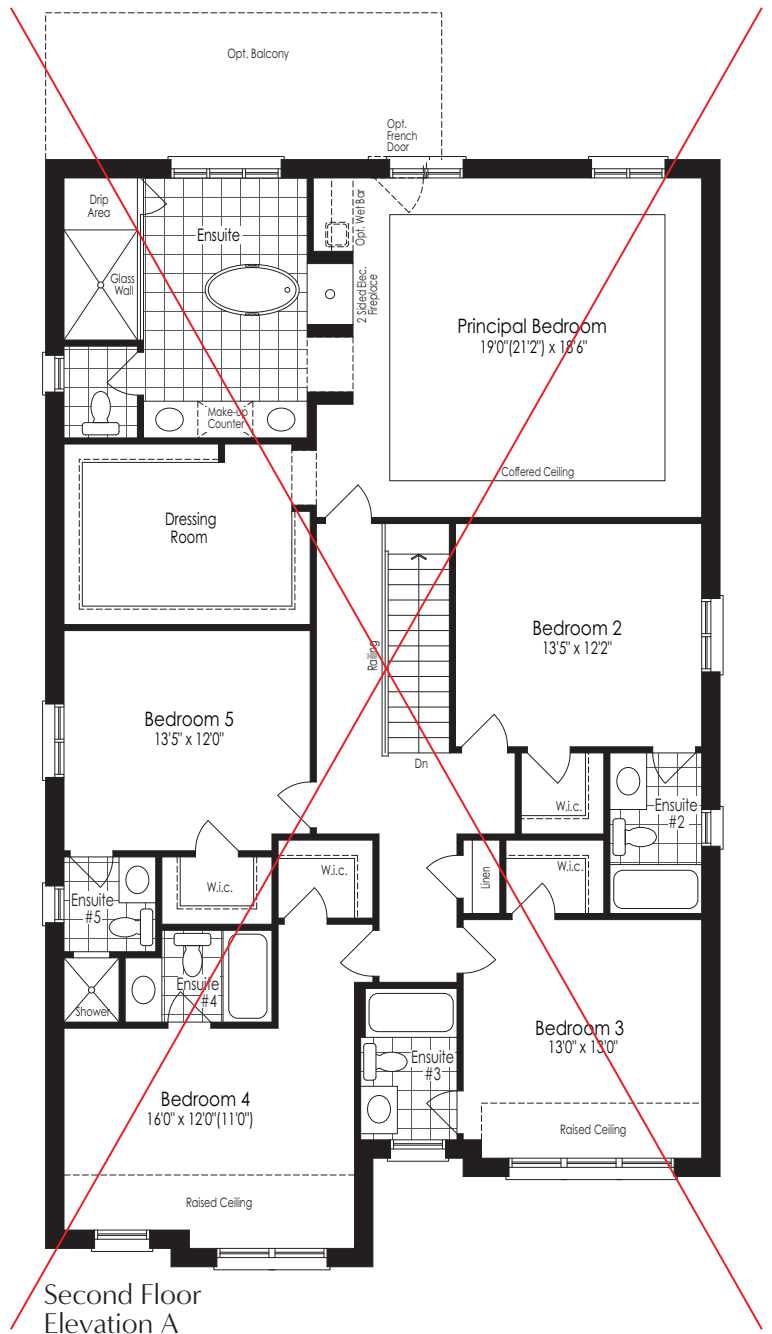 Opt. Balcony
Opt.
French
Door
Drip
Area
Ensuite
Opt. Wet Bar
Glass
Wall
2 Sided Elec.
Fireplace
Principal Bedroom
19'0"(21'2") x 18'6"
Make-up
Counter
Coffered Ceiling
Dressing
Room
Bedroom 2
13'5" x 12'2"
Railing
Bedroom 5
13'5" x 12'0"
Dn
W.i.c.
Ensuite
#2
W.i.c.
W.i.c.
Linen
W.i.c.
Ensuite
#5
Ensuite
#4
Shower
Bedroom 3
13'0" x 13'0"
Ensuite
#3
Bedroom 4
16'0" x 12'0"(11'0")
Raised Ceiling
Raised Ceiling
Second Floor
Elevation A